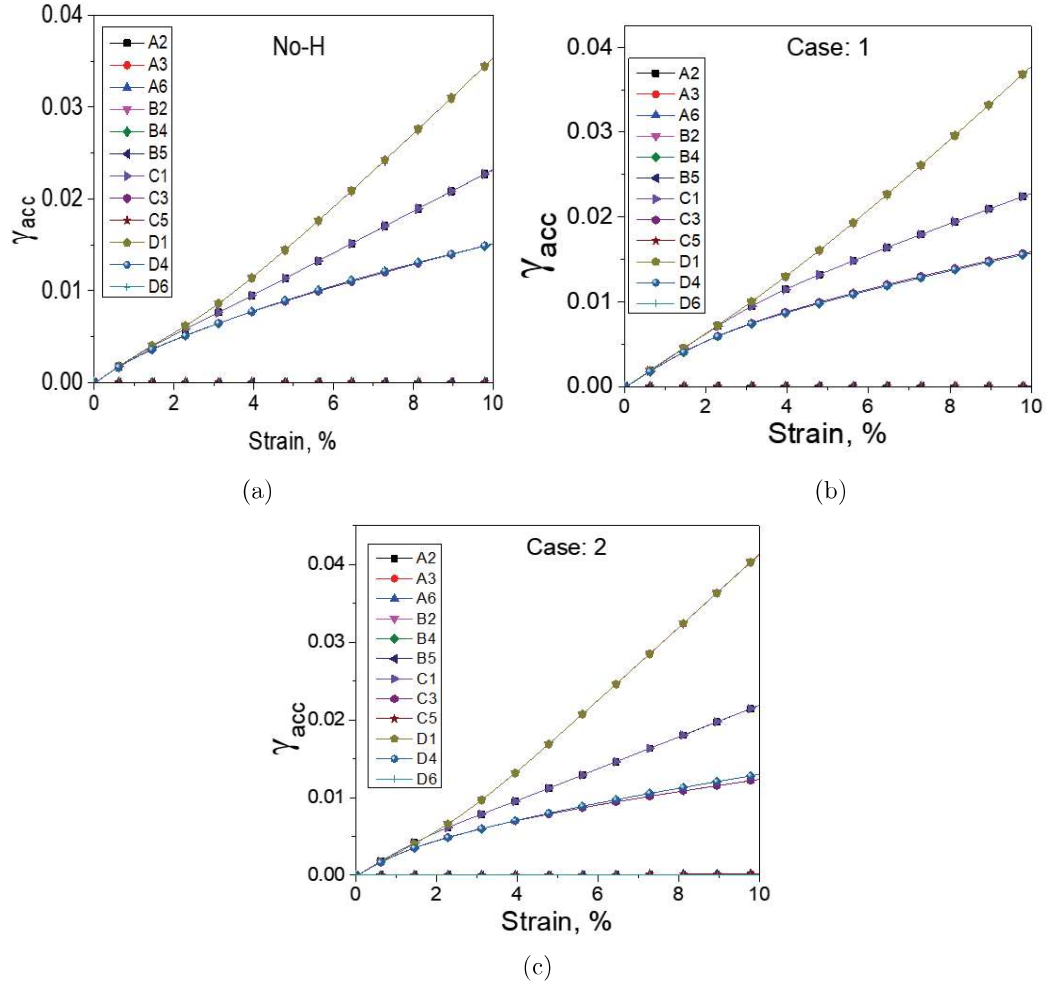 No-H
A2
A3
A6
B2
B4
B5
C1
C3
C5
D1
D4
D6
0.04
0.03
0.02
0.01
0.00
γacc
0 2 4 6 8 10
Strain, %
(a)
Case: 1
A2
A3
A6
B2
B4
B5
C1
C3
C5
D1
D4
D6
0.04
0.03
0.02
0.01
0.00
γacc
0 2 4 6 8 10
Strain, %
(b)
Case: 2
A2
A3
A6
B2
B4
B5
C1
C3
C5
D1
D4
D6
0.04
0.03
0.02
0.01
0.00
γacc
0 2 4 6 8 10
Strain, %
(c)